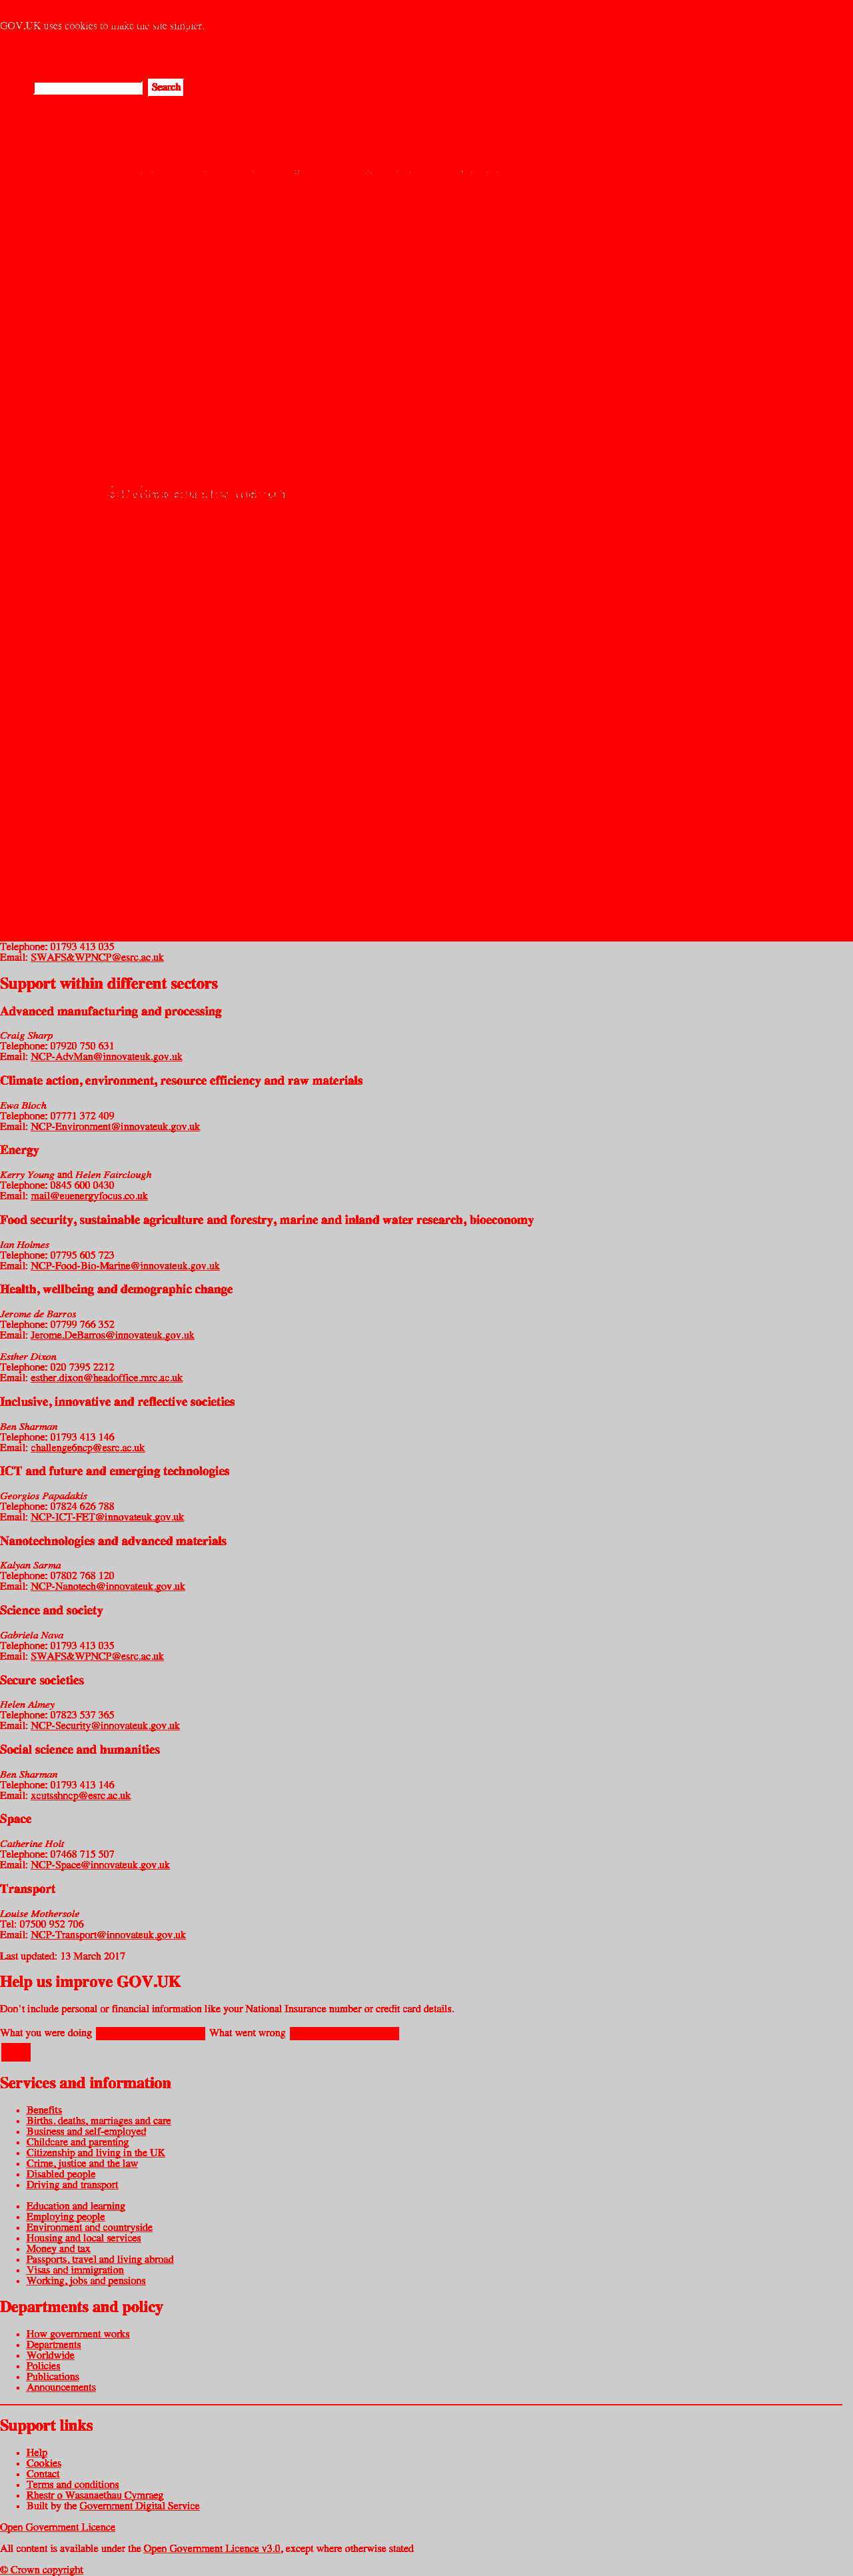 GOV.UK uses cookies to make the site simpler.
Search
Telephone: 01793 413 035
Email: SWAFS&WPNCP@esrc.ac.uk
Support within different sectors
Advanced manufacturing and processing
Craig Sharp
Telephone: 07920 750 631
Email: NCP-AdvMan@innovateuk.gov.uk
Climate action, environment, resource efficiency and raw materials
Ewa Bloch
Telephone: 07771 372 409
Email: NCP-Environment@innovateuk.gov.uk
Energy
Kerry Young and Helen Fairclough
Telephone: 0845 600 0430
Email: mail@euenergyfocus.co.uk
Food security, sustainable agriculture and forestry, marine and inland water research, bioeconomy
Ian Holmes
Telephone: 07795 605 723
Email: NCP-Food-Bio-Marine@innovateuk.gov.uk
Health, wellbeing and demographic change
Jerome de Barros
Telephone: 07799 766 352
Email: Jerome.DeBarros@innovateuk.gov.uk
Esther Dixon
Telephone: 020 7395 2212
Email: esther.dixon@headoffice.mrc.ac.uk
Inclusive, innovative and reflective societies
Ben Sharman
Telephone: 01793 413 146
Email: challenge6ncp@esrc.ac.uk
ICT and future and emerging technologies
Georgios Papadakis
Telephone: 07824 626 788
Email: NCP-ICT-FET@innovateuk.gov.uk
Nanotechnologies and advanced materials
Kalyan Sarma
Telephone: 07802 768 120
Email: NCP-Nanotech@innovateuk.gov.uk
Science and society
Gabriela Nava
Telephone: 01793 413 035
Email: SWAFS&WPNCP@esrc.ac.uk
Secure societies
Helen Almey
Telephone: 07823 537 365
Email: NCP-Security@innovateuk.gov.uk
Social science and humanities
Ben Sharman
Telephone: 01793 413 146
Email: xcutsshncp@esrc.ac.uk
Space
Catherine Holt
Telephone: 07468 715 507
Email: NCP-Space@innovateuk.gov.uk
Transport
Louise Mothersole
Tel: 07500 952 706
Email: NCP-Transport@innovateuk.gov.uk
Last updated: 13 March 2017
Help us improve GOV.UK
Don’t include personal or financial information like your National Insurance number or credit card details.
What you were doing What went wrong
Services and information
Benefits
Births, deaths, marriages and care
Business and self-employed
Childcare and parenting
Citizenship and living in the UK
Crime, justice and the law
Disabled people
Driving and transport
Education and learning
Employing people
Environment and countryside
Housing and local services
Money and tax
Passports, travel and living abroad
Visas and immigration
Working, jobs and pensions
Departments and policy
How government works
Departments
Worldwide
Policies
Publications
Announcements
Support links
Help
Cookies
Contact
Terms and conditions
Rhestr o Wasanaethau Cymraeg
Built by the Government Digital Service
Open Government Licence
All content is available under the Open Government Licence v3.0, except where otherwise stated
© Crown copyright